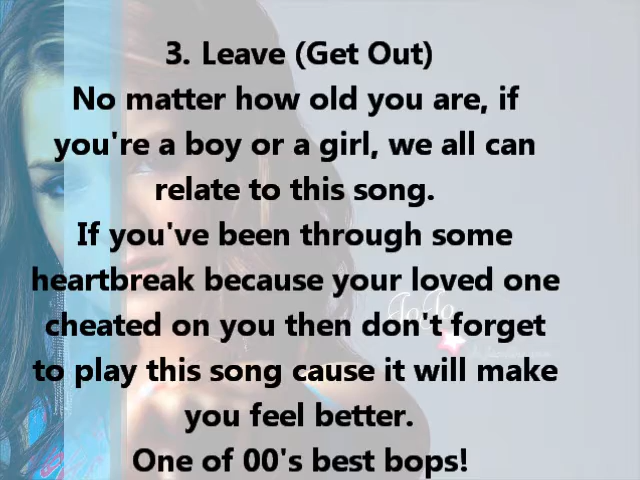 3. Leave (Get Out)
No matter how old you are, if
you're a boy or a girl, we all can
relate to this song.
If you've been through some
heartbreak because your loved one
cheated on you then don't forget
to play this song cause it will make
you feel better.
One of 00's best bops!
JoJo